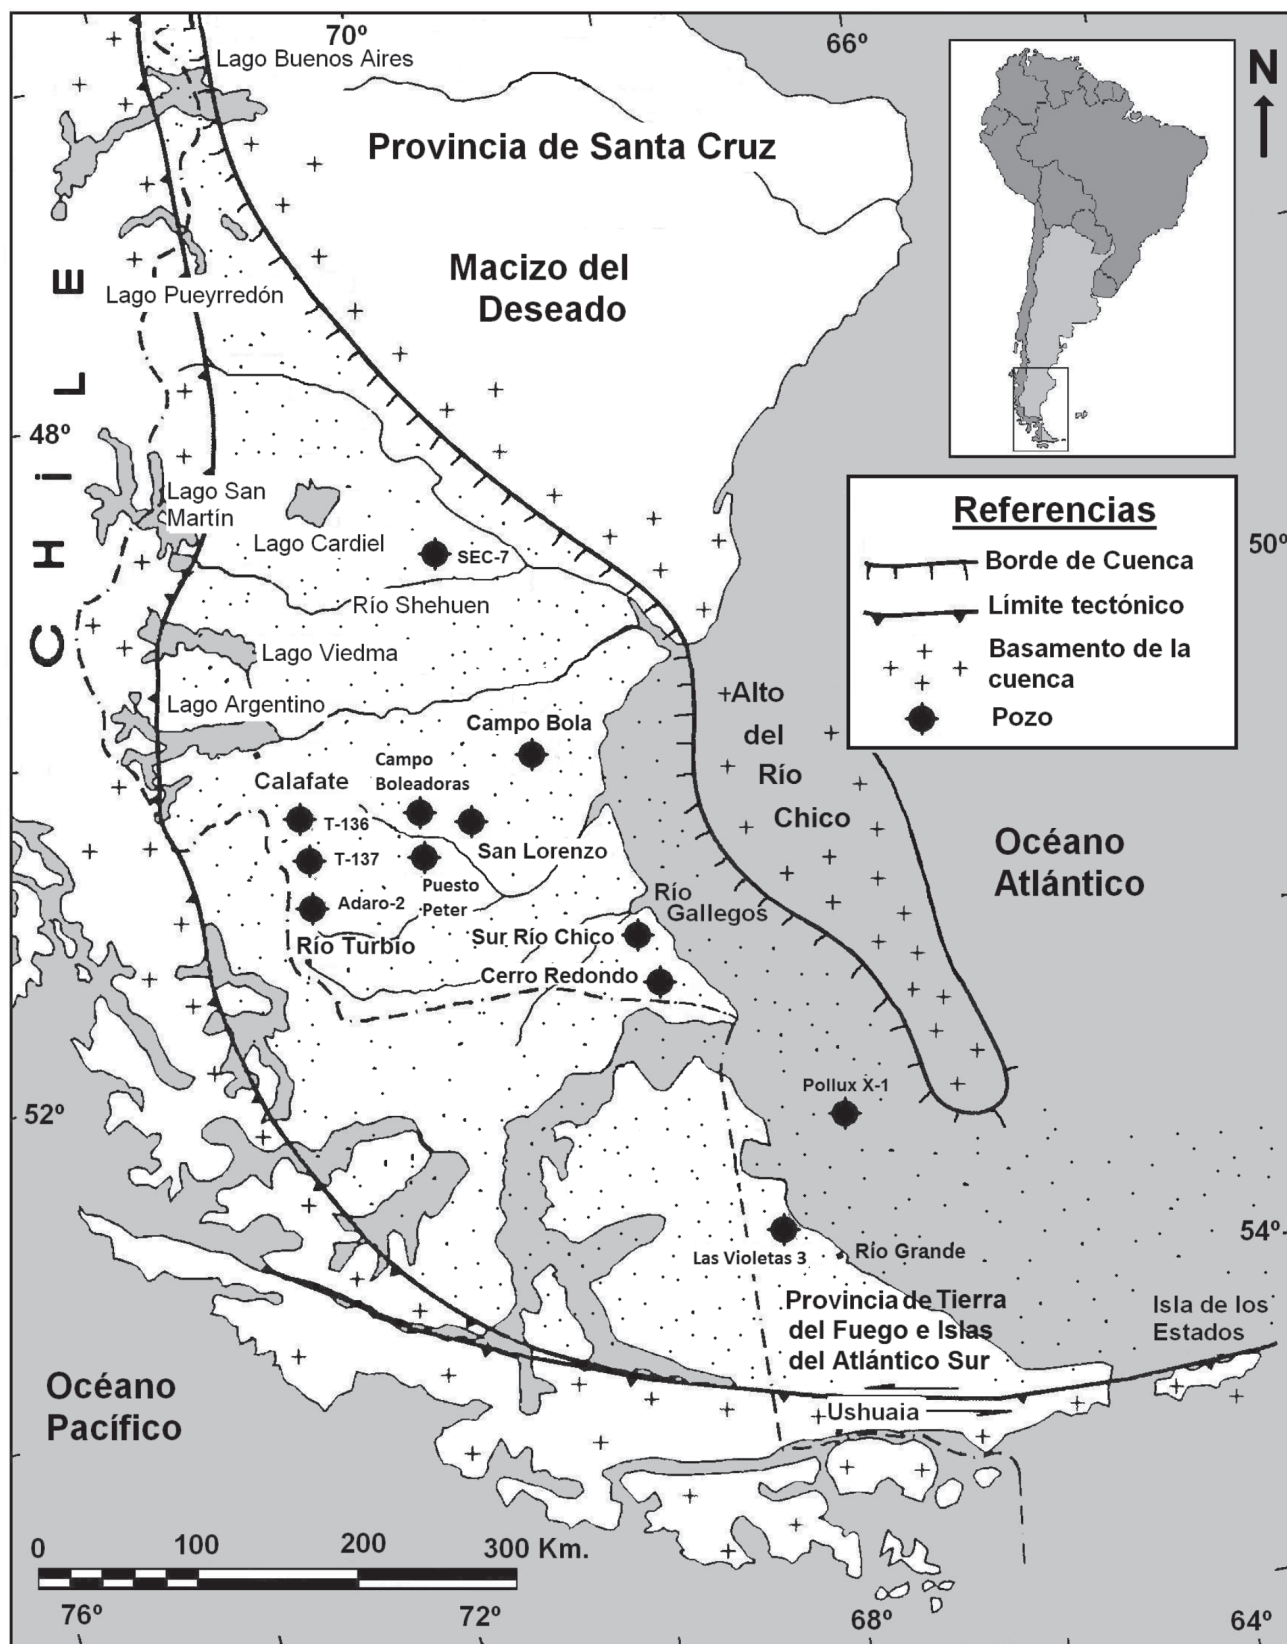 70º
66º
N
Lago Buenos Aires
Provincia de Santa Cruz
Macizo del
Deseado
CHiLE
Lago Pueyrredón
48º
Lago San
Martín
Lago Cardiel
SEC-7
Río Shehuen
Lago Viedma
Lago Argentino
50º
Referencias
Borde de Cuenca
Límite tectónico
Basamento de la
cuenca
Pozo
Alto
del
Río
Chico
Océano
Atlántico
Campo Bola
Campo
Boleadoras
Calafate
T-136
San Lorenzo
T-137
Puesto
Peter
Adaro-2
Río Turbio
Río
Gallegos
Sur Río Chico
Cerro Redondo
52º
Pollux X-1
54º
Las Violetas 3
Río Grande
Provincia de Tierra
del Fuego e Islas
del Atlántico Sur
Isla de los
Estados
Ushuaia
Océano
Pacífico
0 100 200 300 Km.
76º 72º 68º 64º